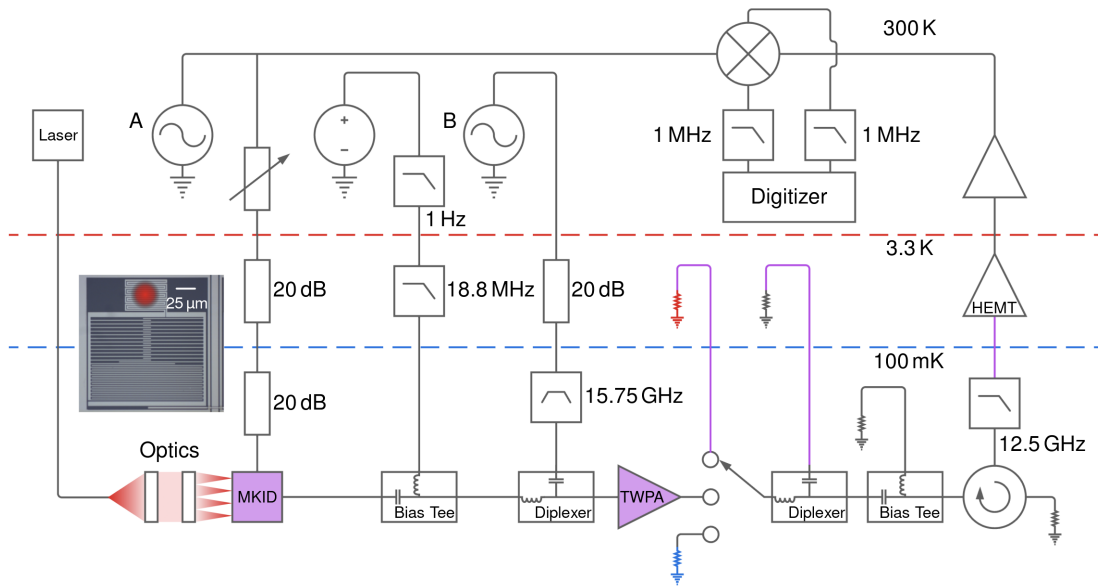 300 K
A
B
Laser
+
−
1 MHz
1 MHz
Digitizer
1 Hz
3.3 K
25 µm
20 dB
18.8 MHz
20 dB
HEMT
100 mK
20 dB
15.75 GHz
12.5 GHz
Optics
MKID
TWPA
Bias Tee
Diplexer
Diplexer
Bias Tee